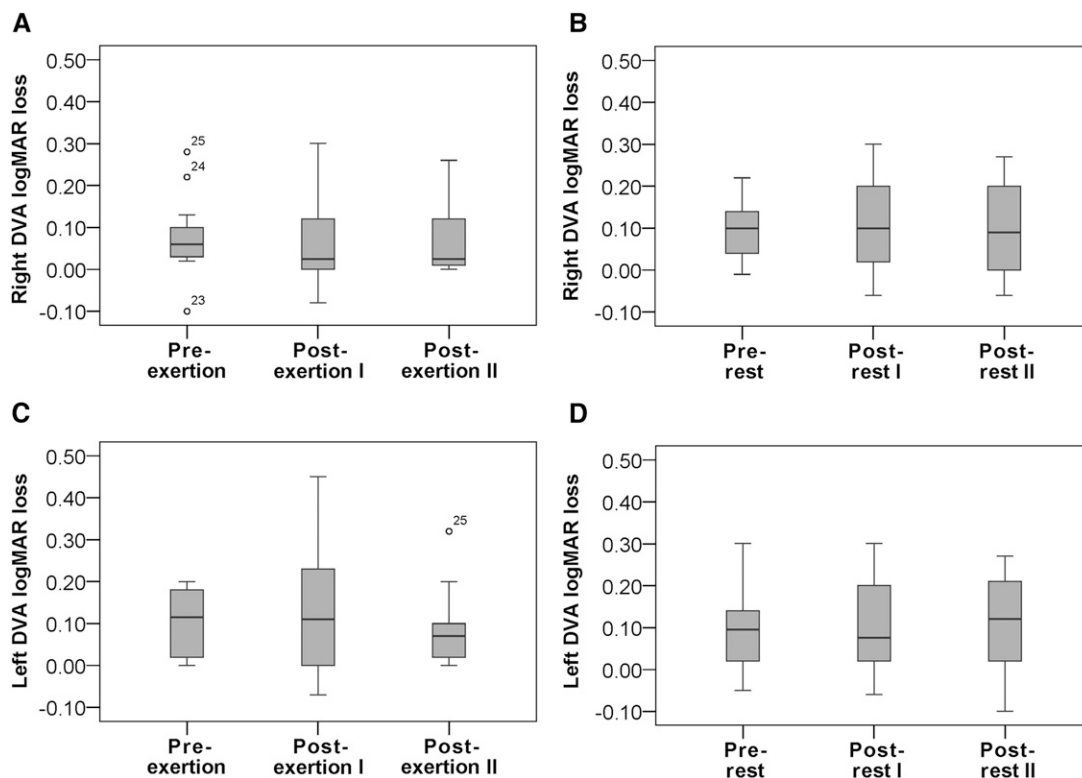 A
Right DVA logMAR loss
0.50
0.40
0.30
0.20
0.10
0.00
-0.10
25
24
23
Pre-
exertion
Post-
exertion I
Post-
exertion II
B
Right DVA logMAR loss
0.50
0.40
0.30
0.20
0.10
0.00
-0.10
Pre-
rest
Post-
rest I
Post-
rest II
C
Left DVA logMAR loss
0.50
0.40
0.30
0.20
0.10
0.00
-0.10
25
Pre-
exertion
Post-
exertion I
Post-
exertion II
D
Left DVA logMAR loss
0.50
0.40
0.30
0.20
0.10
0.00
-0.10
Pre-
rest
Post-
rest I
Post-
rest II